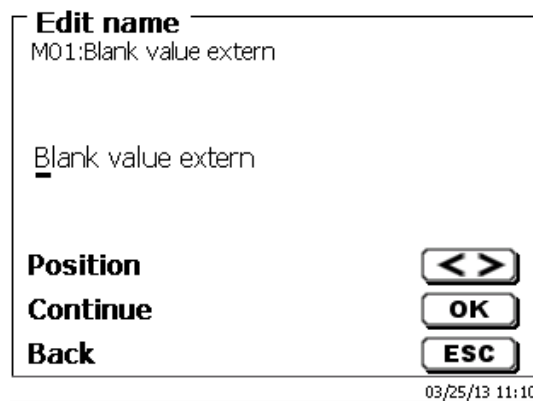 Edit name
M01:Blank value extern
Blank value extern
Position < >
Continue OK
Back ESC
03/25/13 11:10